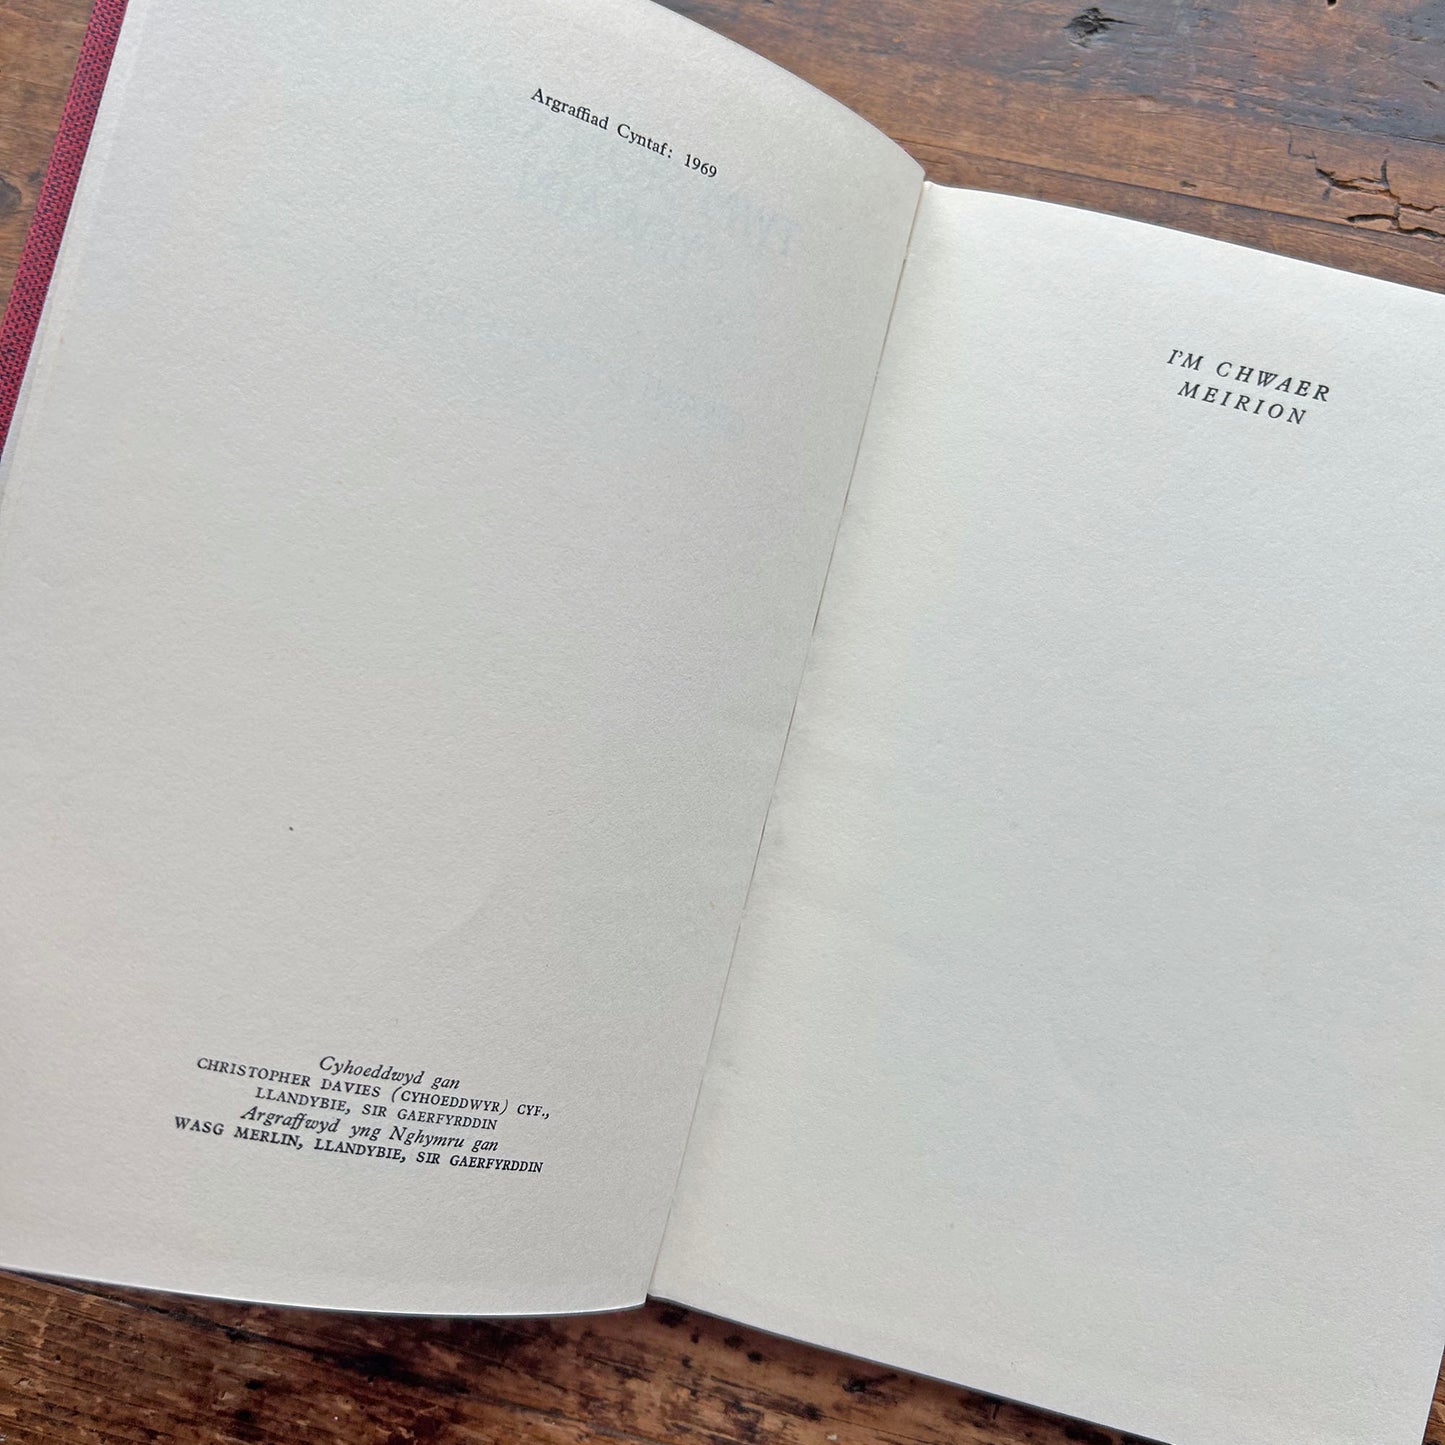 Argraffiad Cyntaf: 1969
Cyhoeddwyd gan
CHRISTOPHER DAVIES (CYHOEDDWYR) CYF.,
LLANDYBIE, SIR GAERFYRDDIN
Argraffwyd yng Nghymru gan
WASG MERLIN, LLANDYBIE, SIR GAERFYRDDIN
I'M CHWAER
MEIRION